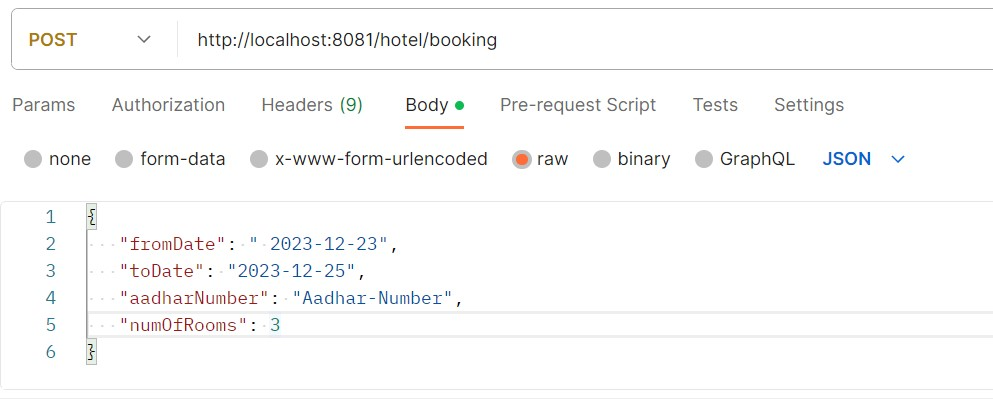 POST http://localhost:8081/hotel/booking
Params Authorization Headers (9) Body Pre-request Script Tests Settings
none form-data x-www-form-urlencoded raw binary GraphQL JSON
1 {
2 "fromDate": " 2023-12-23",
3 "toDate": "2023-12-25",
4 "aadharNumber": "Aadhar-Number",
5 "numOfRooms": 3
6 }